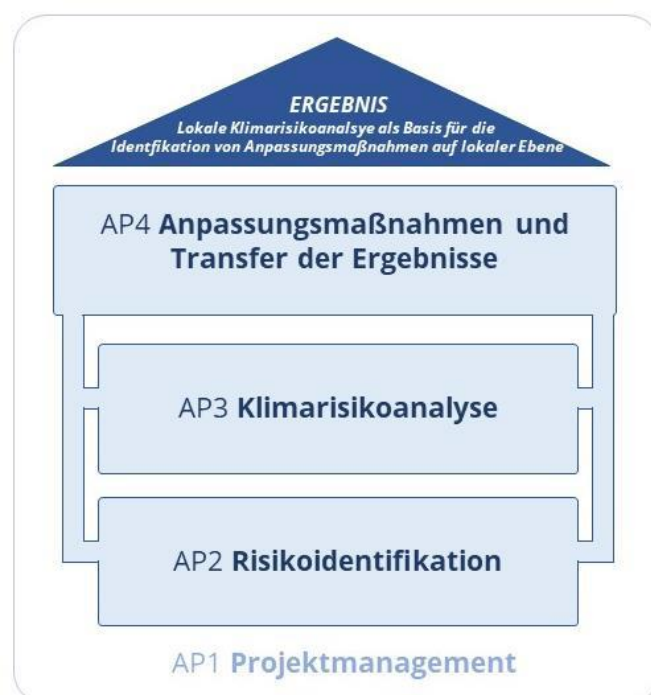 ERGEBNIS
Lokale Klimarisikoanalsye als Basis für die
Identfikation von Anpassungsmaßnahmen auf lokaler Ebene
AP4 Anpassungsmaßnahmen und
Transfer der Ergebnisse
AP3 Klimarisikoanalyse
AP2 Risikoidentifikation
AP1 Projektmanagement